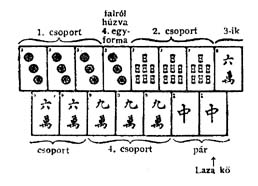 falról
húzva
1. csoport 4. egy- 2. csoport 3-ik
forma
六
萬
六 六 九 九 九 中 中
萬 萬 萬 萬 萬
csoport 4. csoport pár
↑
Laza kő